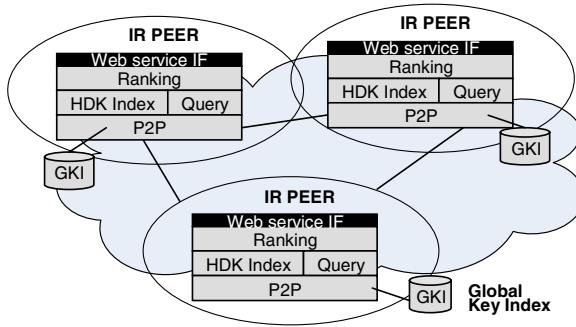 IR PEER
Web service IF
Ranking
HDK Index Query
P2P
GKI
IR PEER
Web service IF
Ranking
HDK Index Query
P2P
GKI
IR PEER
Web service IF
Ranking
HDK Index Query
P2P
GKI
Global
Key Index